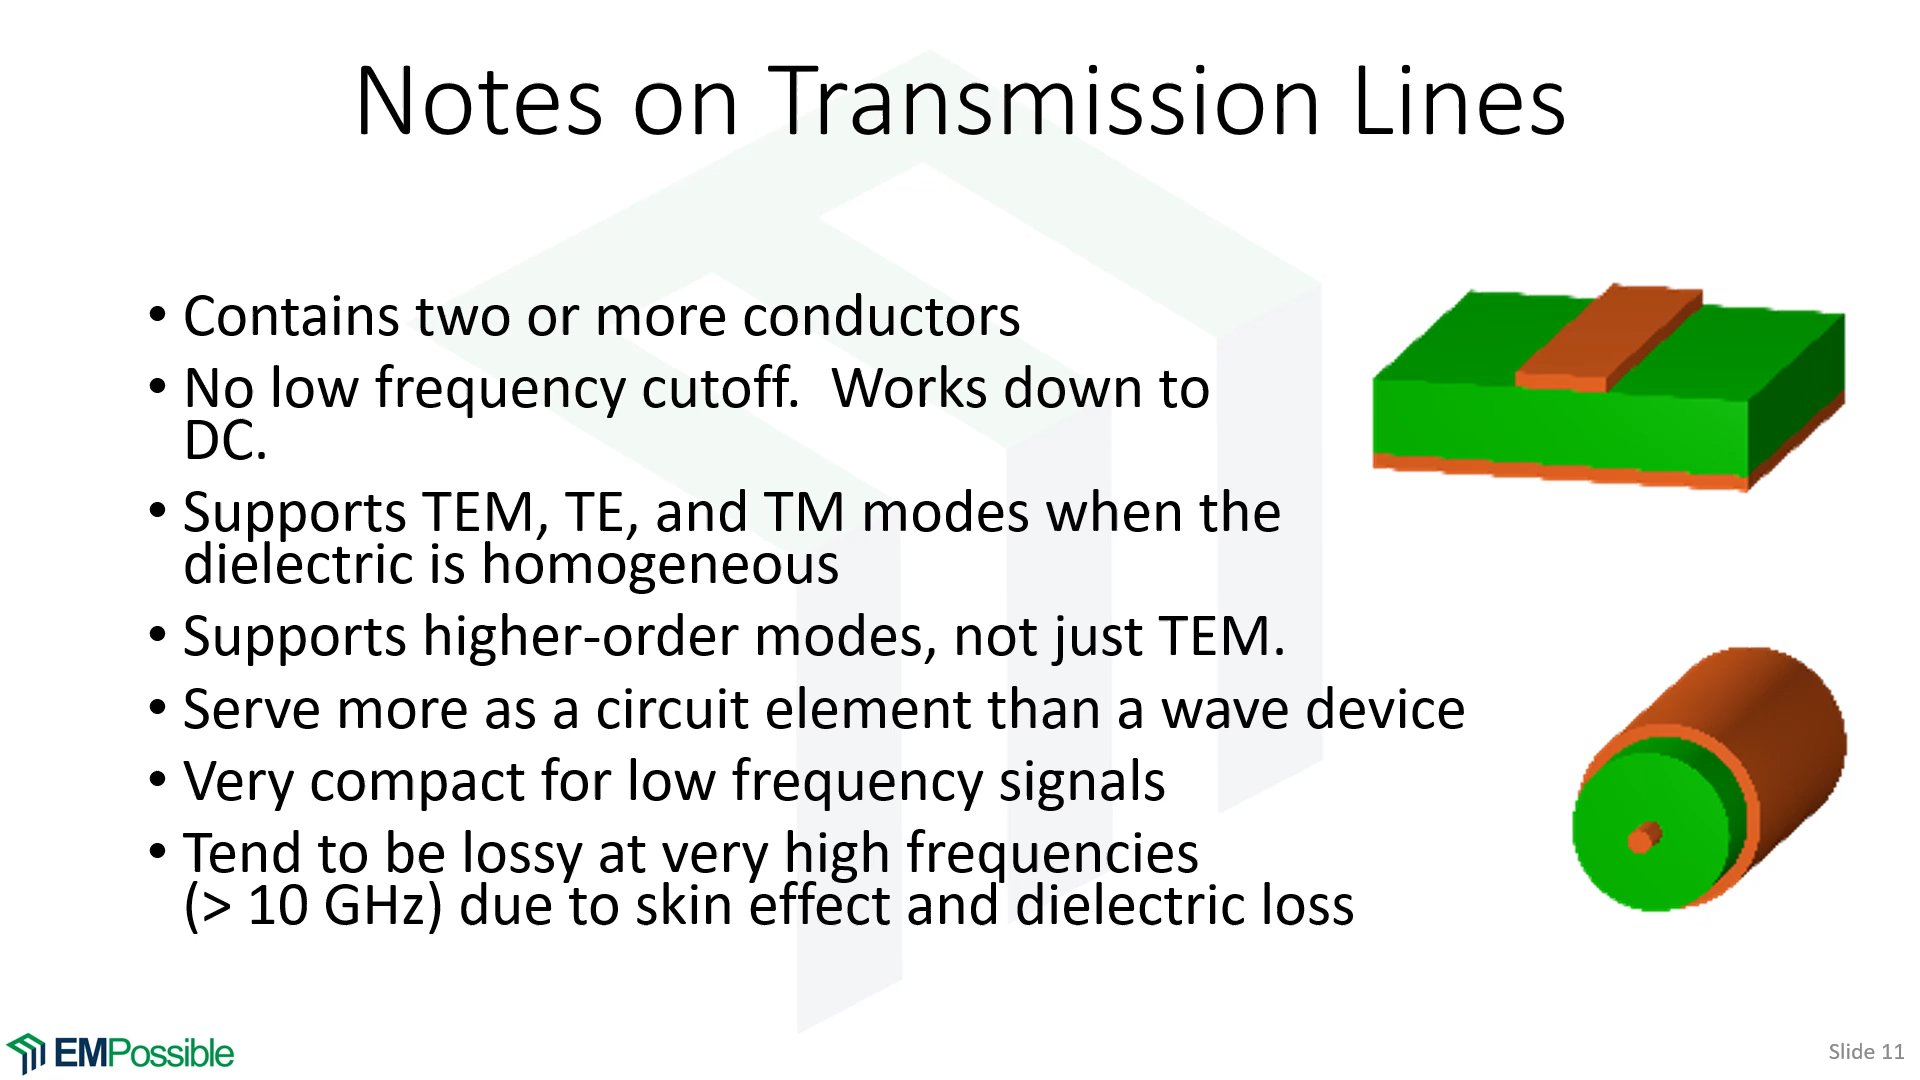 Notes on Transmission Lines
• Contains two or more conductors
• No low frequency cutoff.  Works down to
DC.
• Supports TEM, TE, and TM modes when the
dielectric is homogeneous
• Supports higher-order modes, not just TEM.
• Serve more as a circuit element than a wave device
• Very compact for low frequency signals
• Tend to be lossy at very high frequencies
(> 10 GHz) due to skin effect and dielectric loss
EMPossible
Slide 11